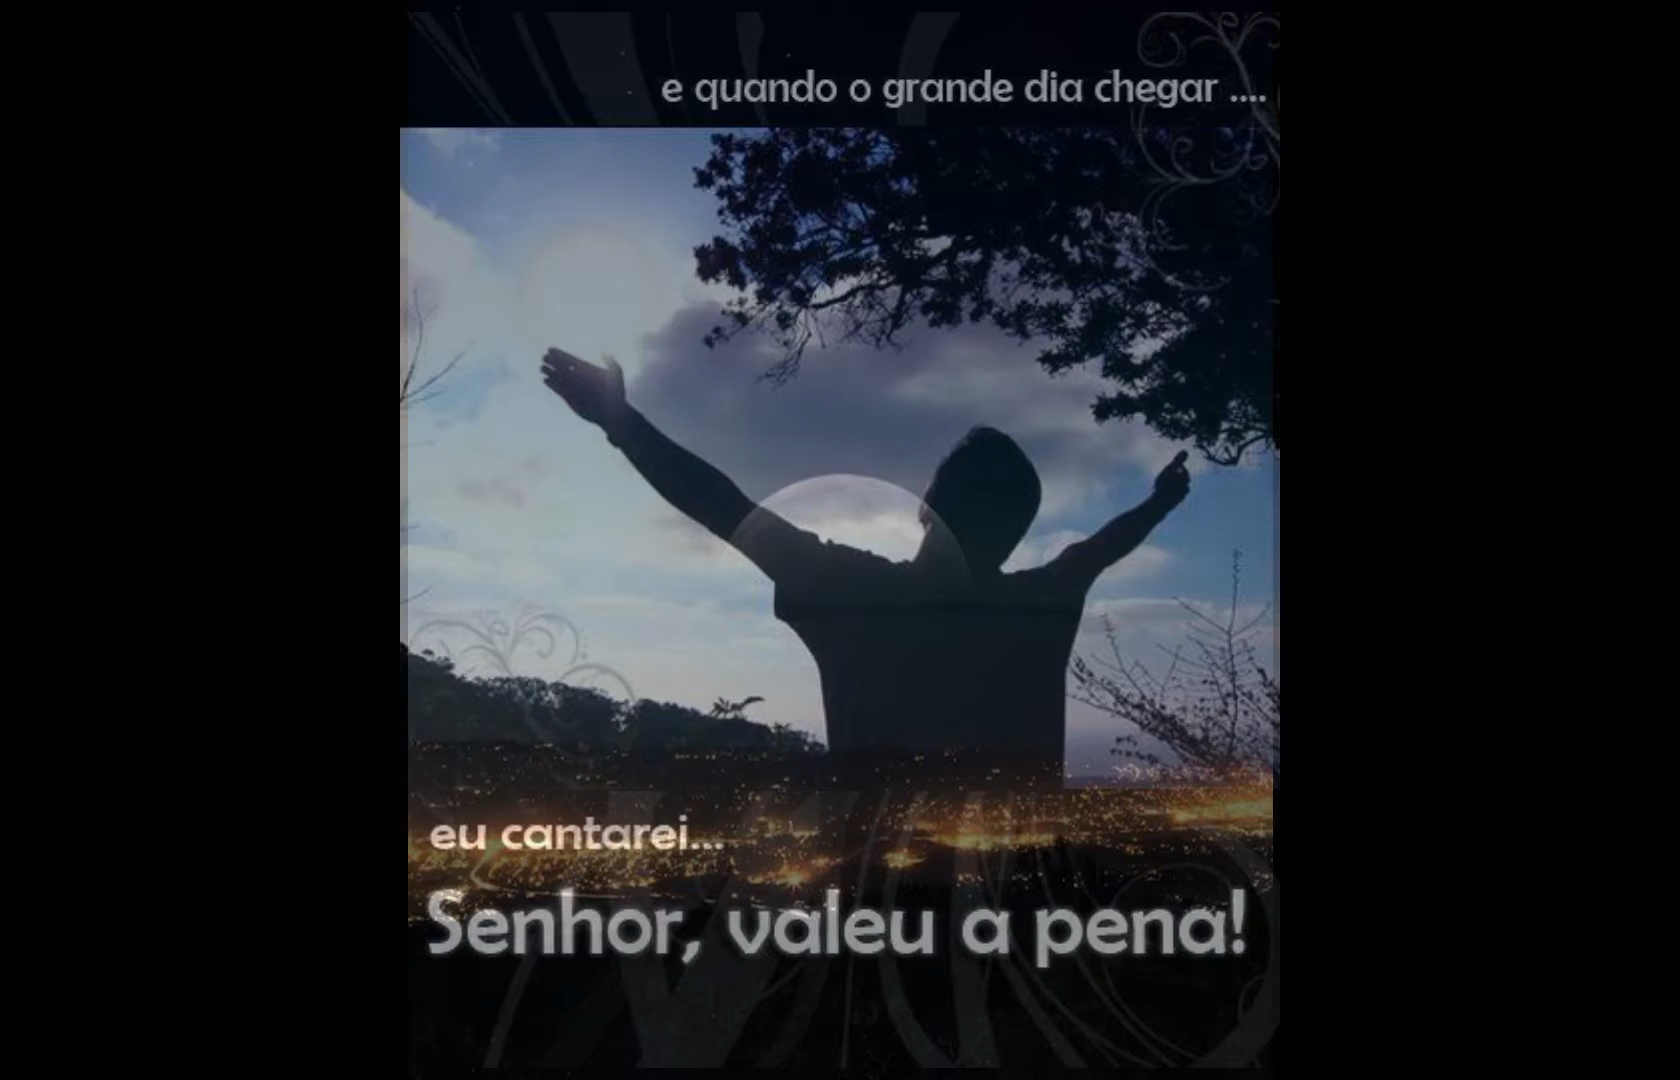 e quando o grande dia chegar ....
eu cantarei...
Senhor, valeu a pena!